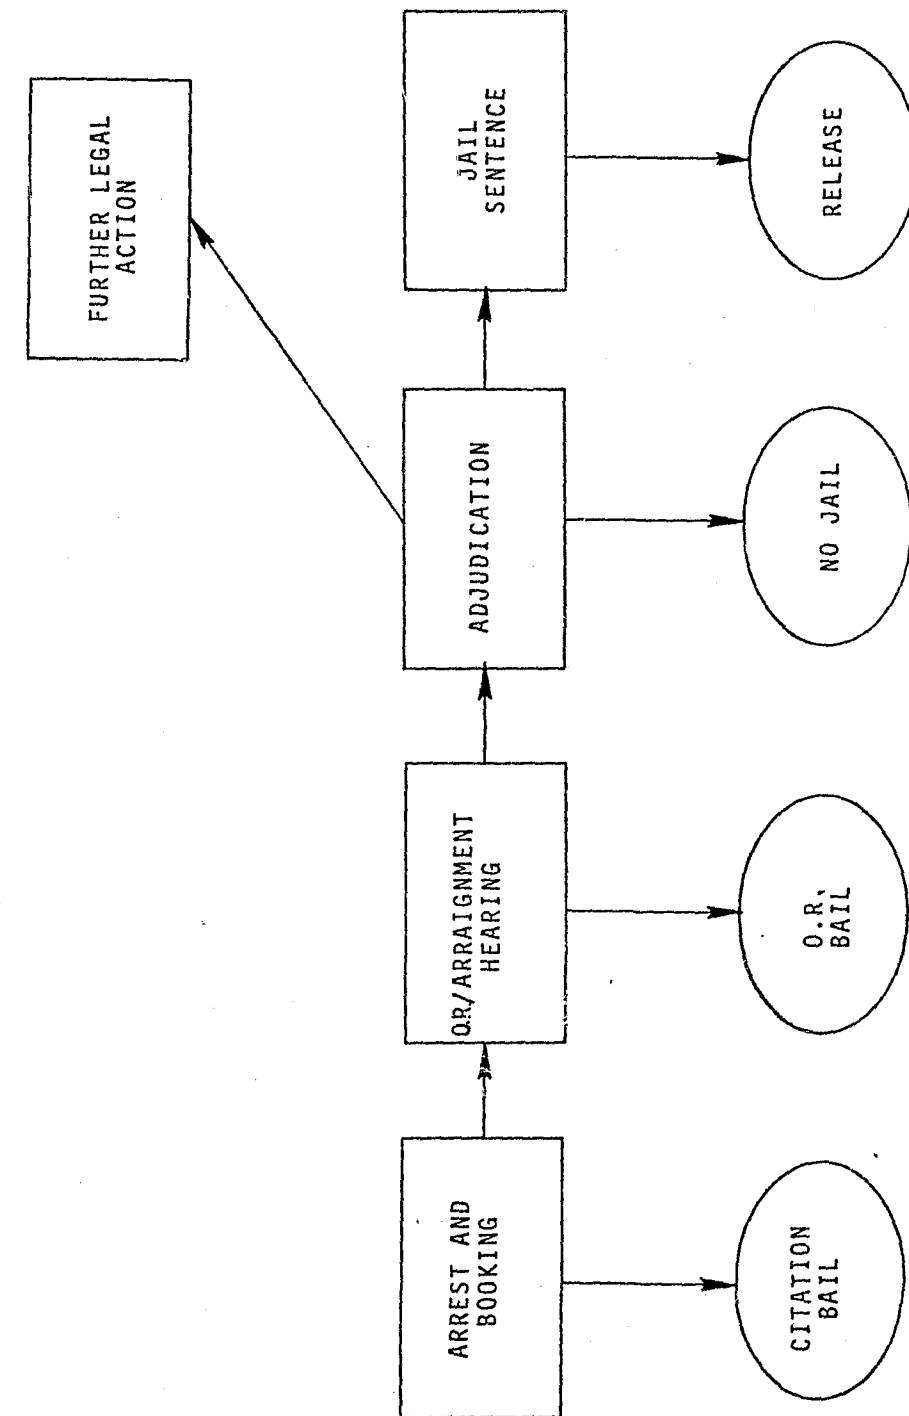 FURTHER LEGAL
ACTION
ARREST AND
BOOKING
O.R./ARRAIGNMENT
HEARING
ADJUDICATION
JAIL
SENTENCE
CITATION
BAIL
O.R.
BAIL
NO JAIL
RELEASE